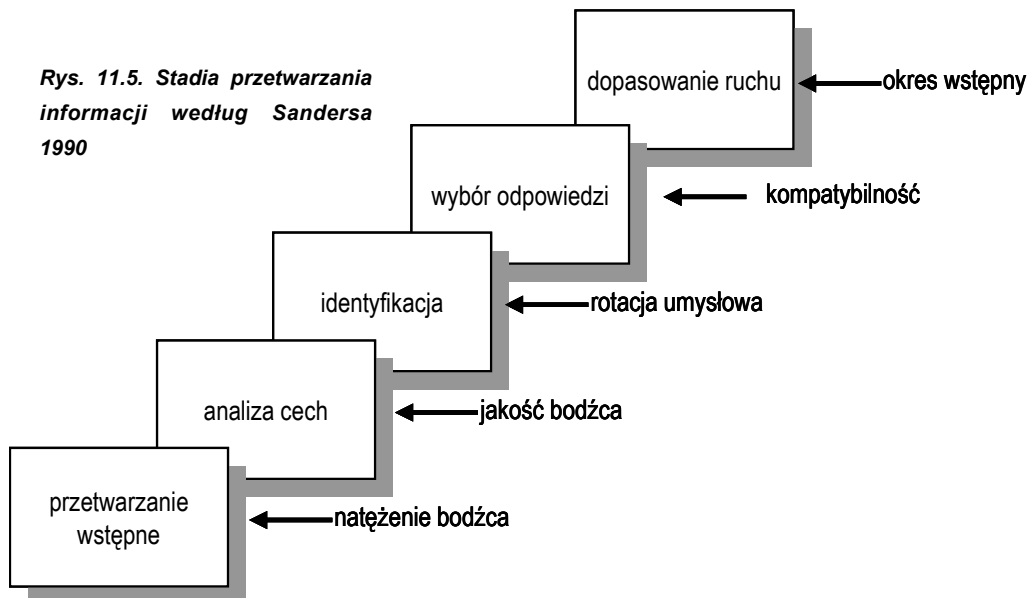 Rys. 11.5. Stadia przetwarzania
informacji według Sandersa
1990
dopasowanie ruchu
okres wstępny
wybór odpowiedzi
kompatybilność
identyfikacja
rotacja umysłowa
analiza cech
jakość bodźca
przetwarzanie
wstępne
natężenie bodźca